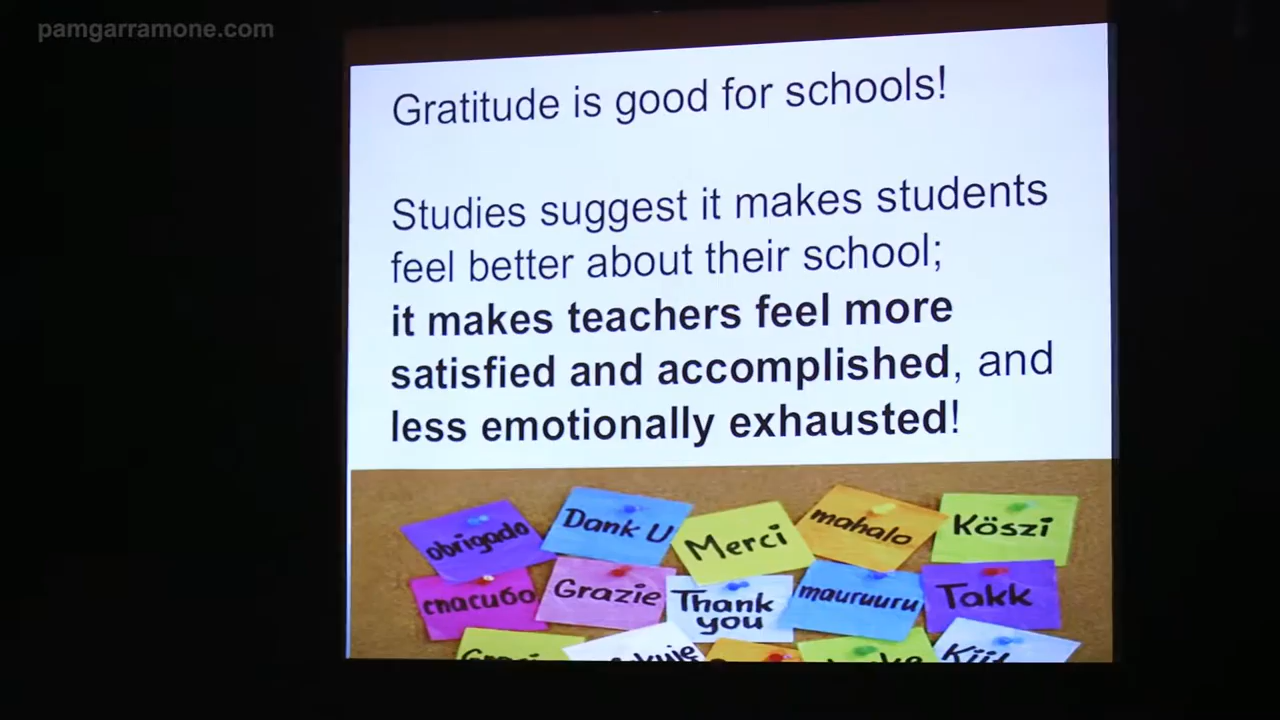 pamgarramone.com
Gratitude is good for schools!
Studies suggest it makes students
feel better about their school;
it makes teachers feel more
satisfied and accomplished, and
less emotionally exhausted!
obrigado
Dank U
Merci
mahalo
Köszi
спасибо
Grazie
Thank
you
mauruuru
Takk